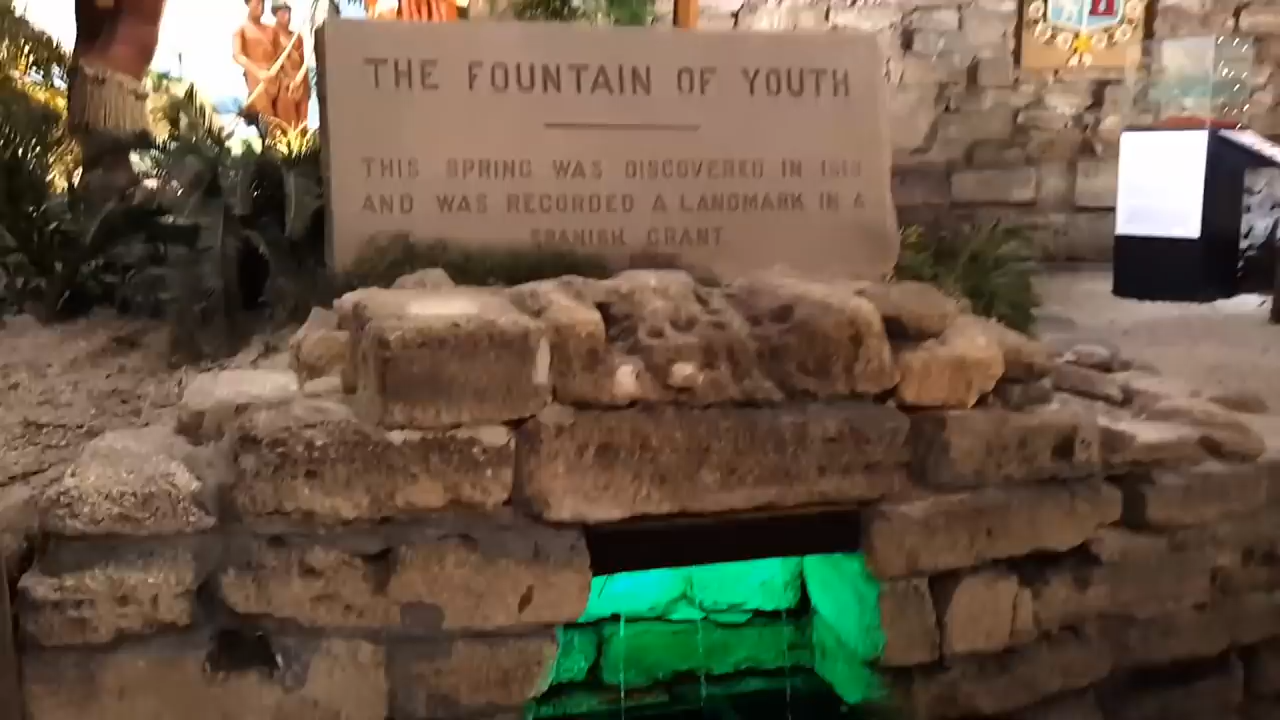 THE FOUNTAIN OF YOUTH
THIS SPRING WAS DISCOVERED IN
AND WAS RECORDED A LANDMARK IN A
SPANISH GRANT